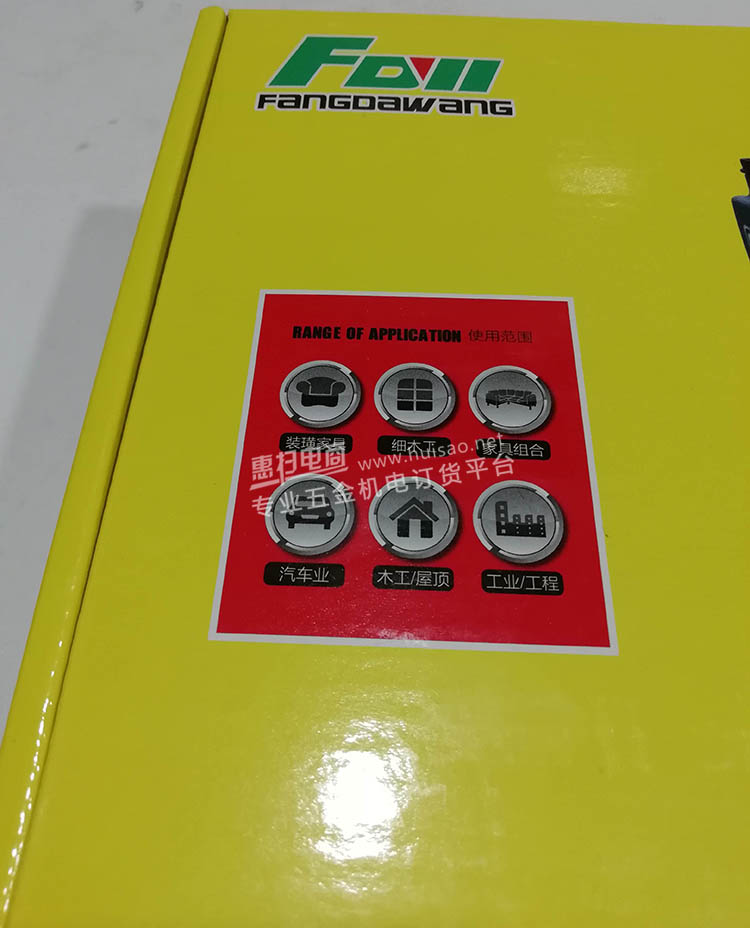 FDW
FANGDAWANG
RANGE OF APPLICATION 使用范围
装璜家具 细木工 家具组合
惠扫电商 www.huisao.net
专业五金机电订货平台
汽车业 木工/屋顶 工业/工程